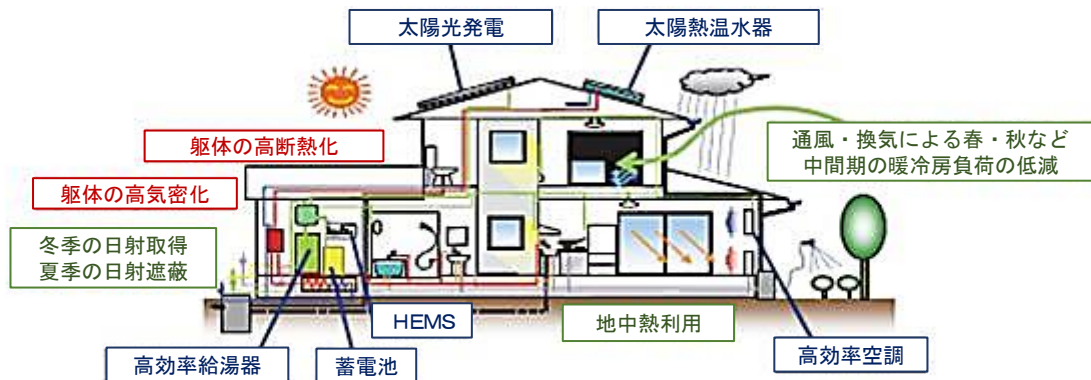 太陽光発電
太陽熱温水器
躯体の高断熱化
通風・換気による春・秋など
中間期の暖冷房負荷の低減
躯体の高気密化
冬季の日射取得
夏季の日射遮蔽
HEMS
地中熱利用
高効率給湯器
蓄電池
高効率空調